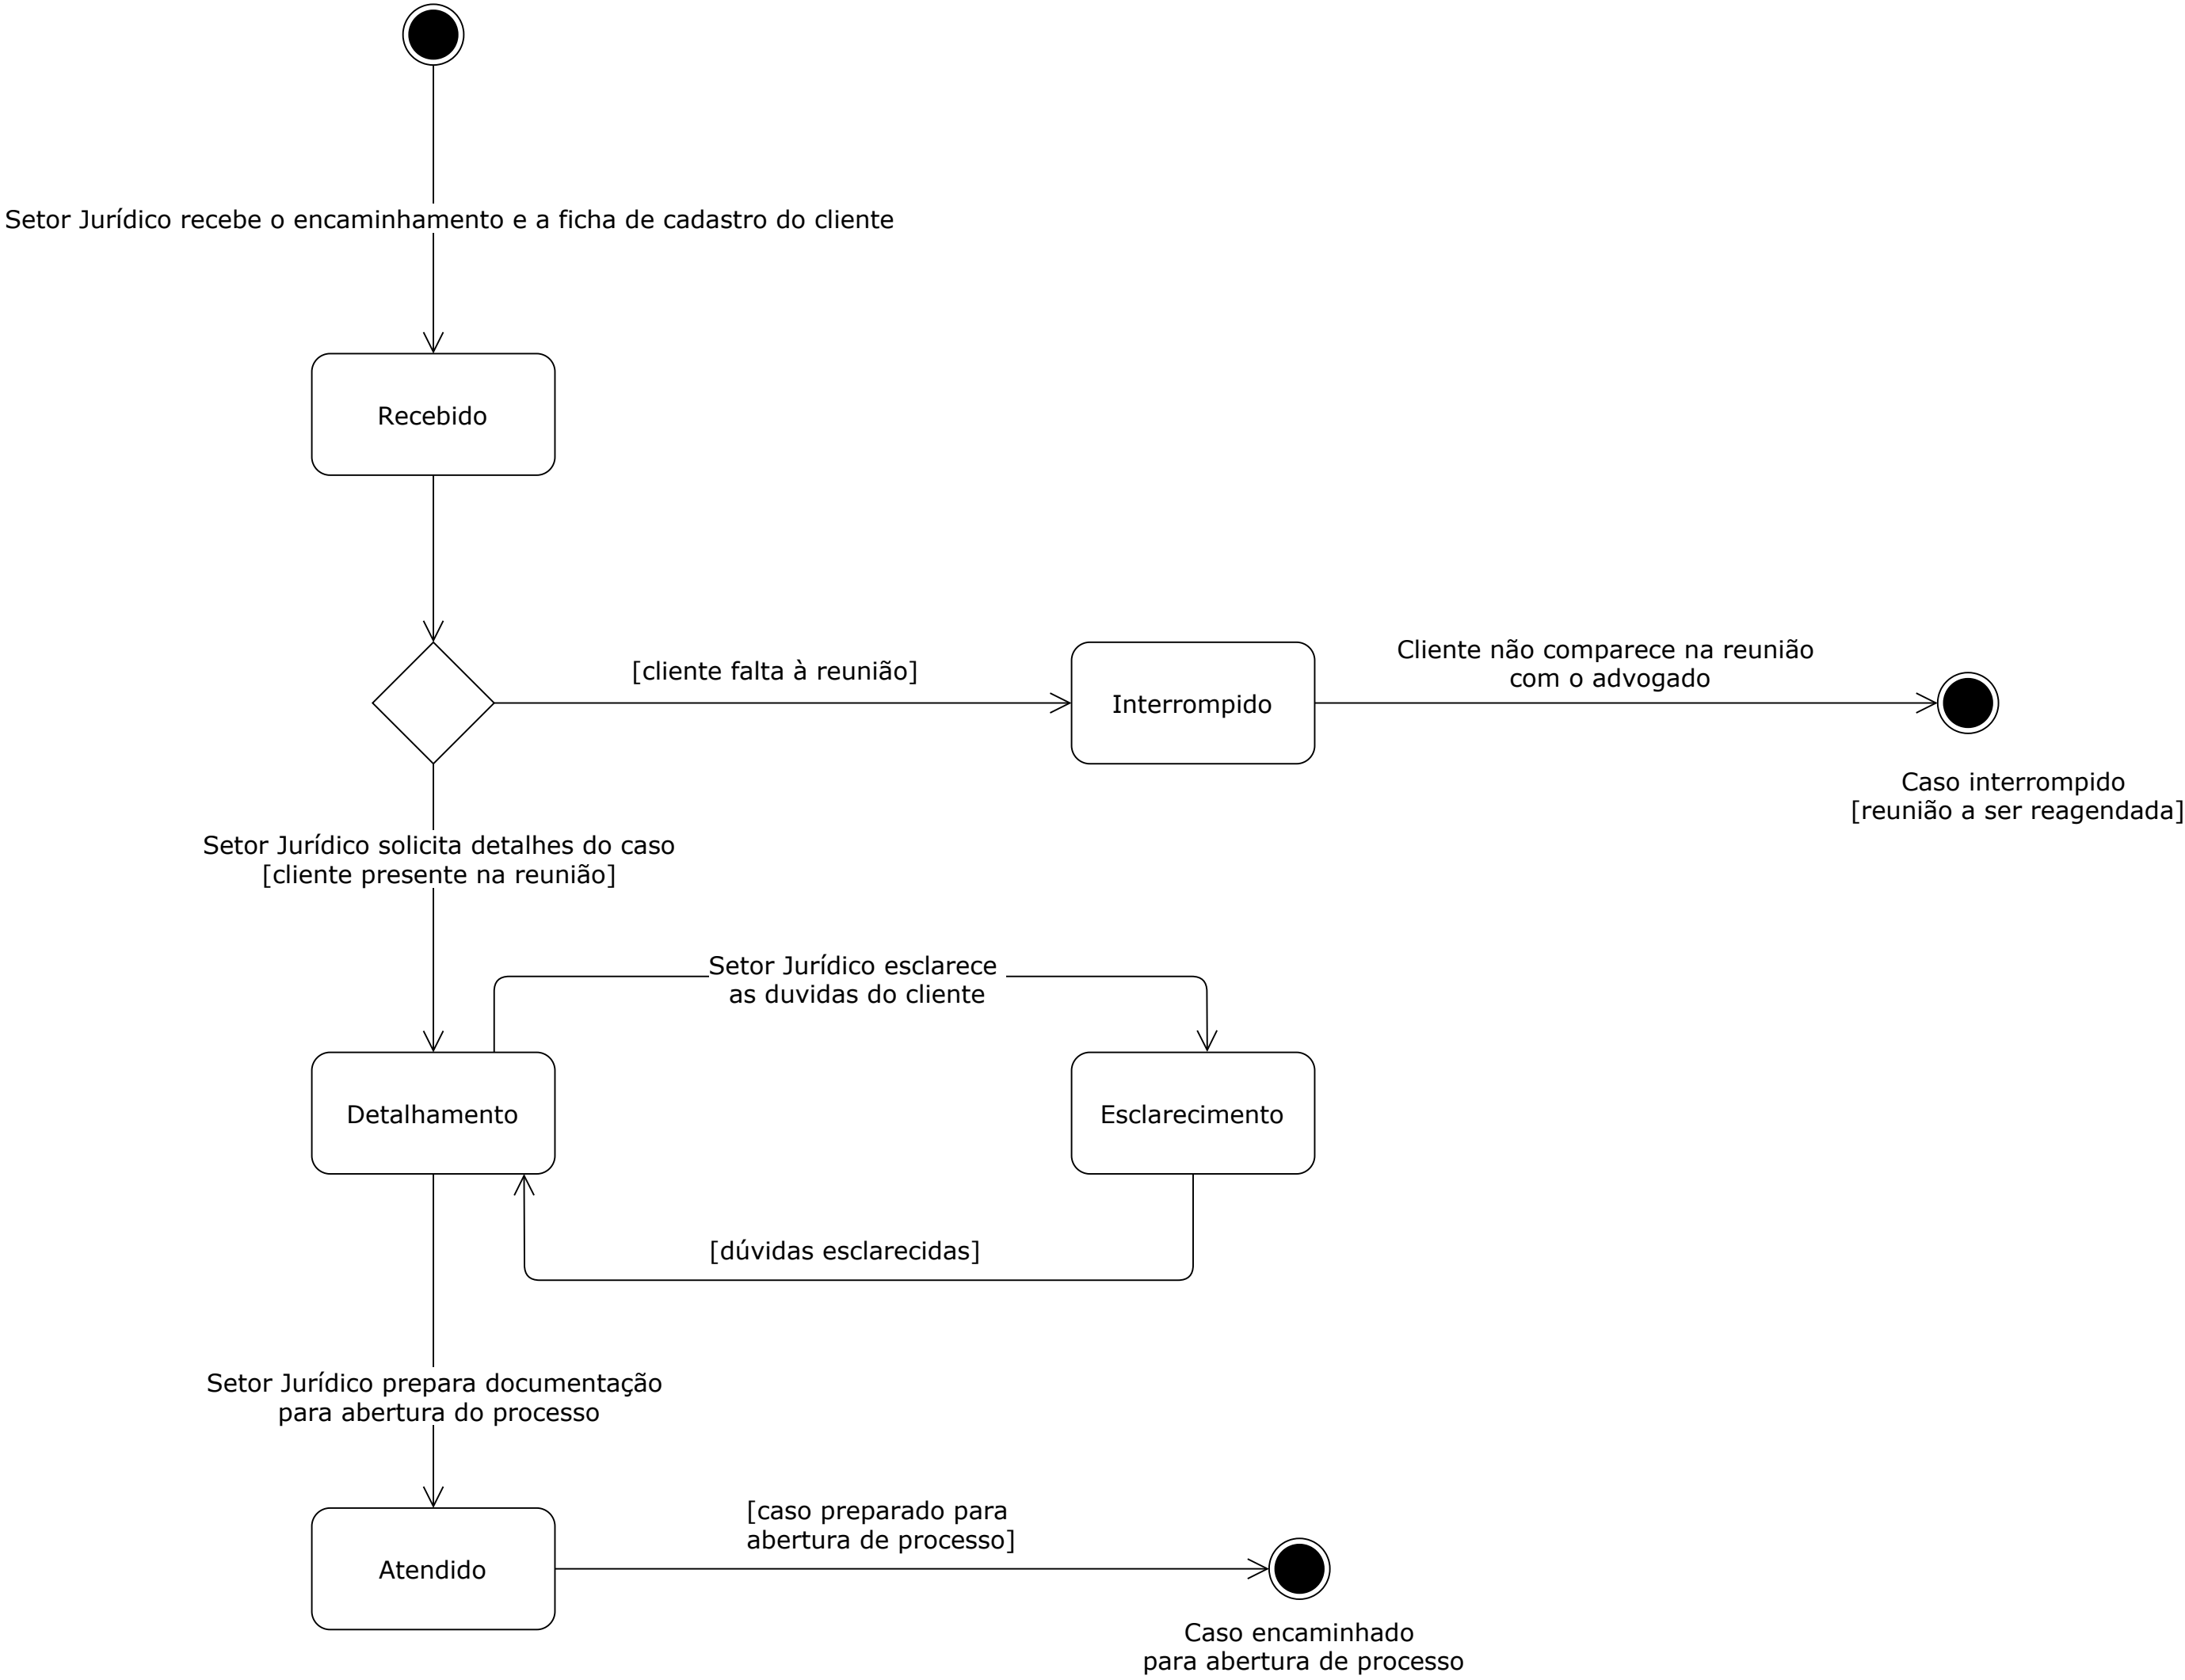 Setor Jurídico recebe o encaminhamento e a ficha de cadastro do cliente
Recebido
[cliente falta à reunião]
Interrompido
Cliente não comparece na reunião
com o advogado
Caso interrompido
[reunião a ser reagendada]
Setor Jurídico solicita detalhes do caso
[cliente presente na reunião]
Setor Jurídico esclarece
as duvidas do cliente
Detalhamento
Esclarecimento
[dúvidas esclarecidas]
Setor Jurídico prepara documentação
para abertura do processo
Atendido
[caso preparado para
abertura de processo]
Caso encaminhado
para abertura de processo